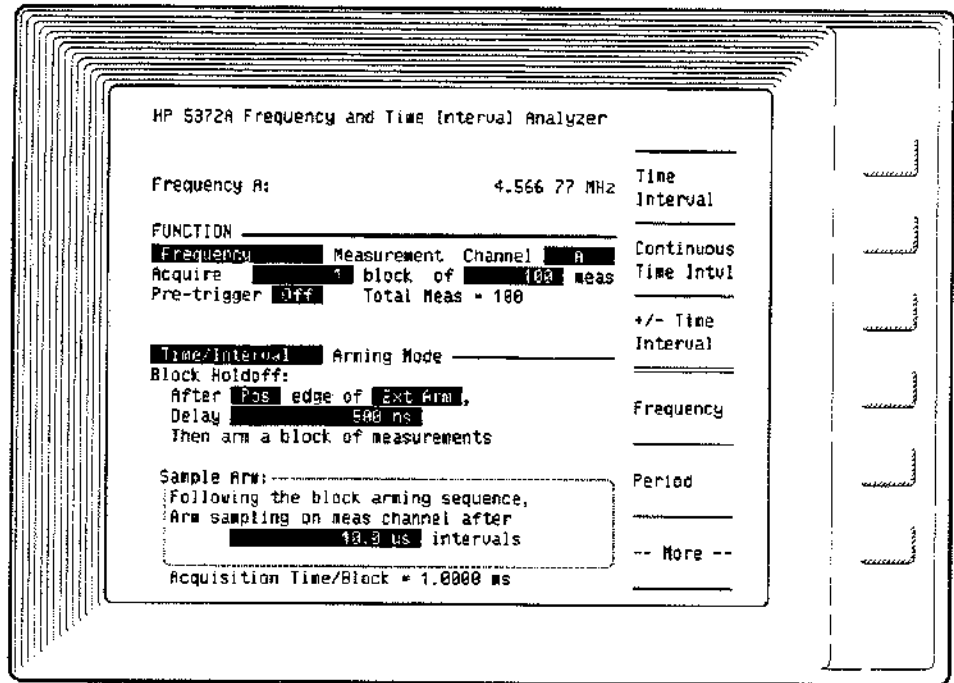 HP 5372A Frequency and Time Interval Analyzer
Frequency A: 4.566 77 MHz
FUNCTION
Frequency Measurement Channel A
Acquire 1 block of 100 meas
Pre-trigger Off Total Meas = 100
Time/Interval Arming Mode
Block Holdoff:
After Pos edge of Ext Arm,
Delay 500 ns
Then arm a block of measurements
Sample Arm:
Following the block arming sequence,
Arm sampling on meas channel after
10.0 us intervals
Acquisition Time/Block = 1.0000 ms
Time
Interval
Continuous
Time Intvl
+/- Time
Interval
Frequency
Period
-- More --